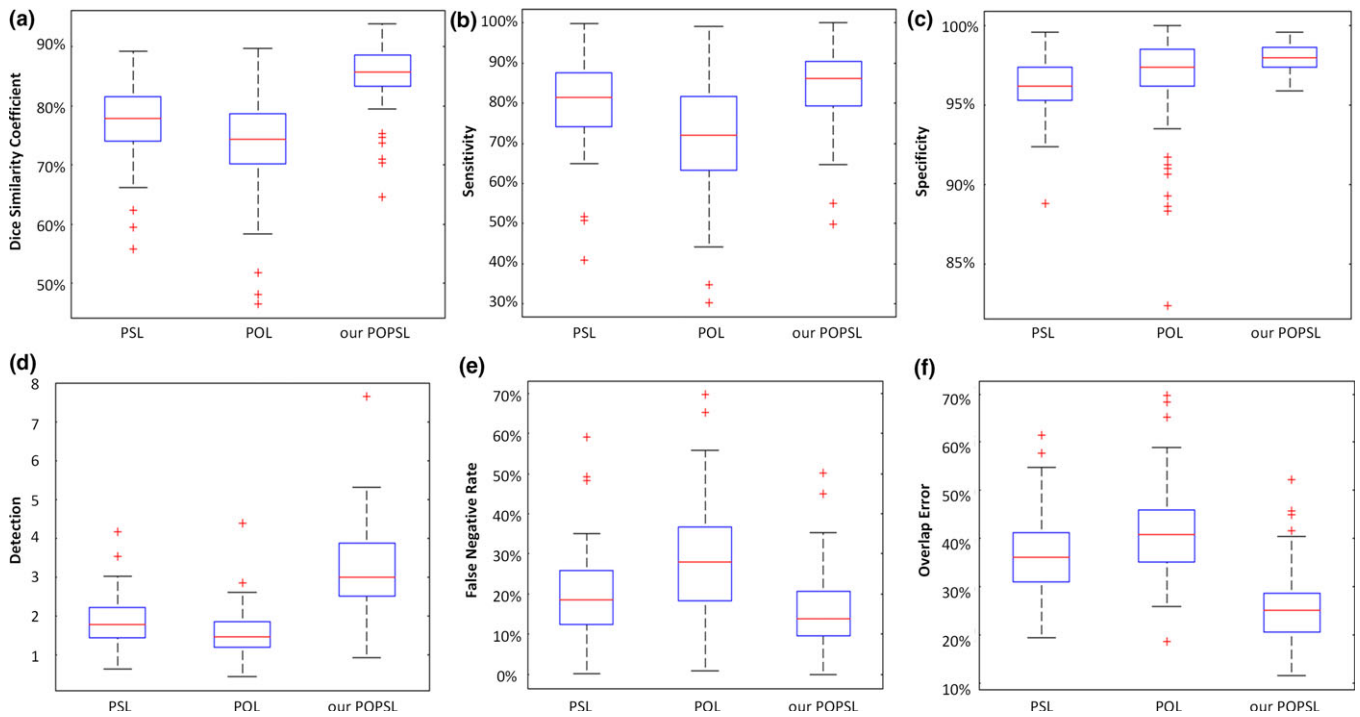 (a)
Dice Similarity Coefficient
90%
80%
70%
60%
50%
PSL
POL
our POPSL
(b)
Sensitivity
100%
90%
80%
70%
60%
50%
40%
30%
PSL
POL
our POPSL
(c)
Specificity
100%
95%
90%
85%
PSL
POL
our POPSL
(d)
Detection
8
7
6
5
4
3
2
1
PSL
POL
our POPSL
(e)
False Negative Rate
70%
60%
50%
40%
30%
20%
10%
0%
PSL
POL
our POPSL
(f)
Overlap Error
70%
60%
50%
40%
30%
20%
10%
PSL
POL
our POPSL